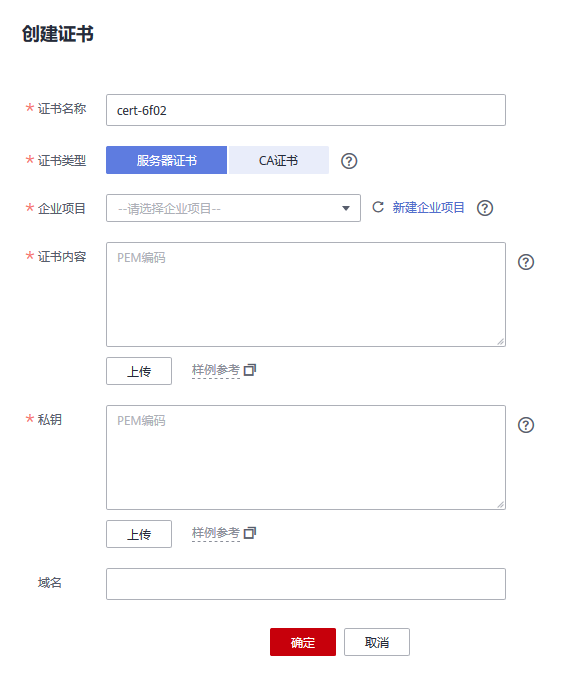 创建证书
* 证书名称 cert-6f02
* 证书类型 服务器证书 CA证书 ?
* 企业项目 --请选择企业项目-- 新建企业项目 ?
* 证书内容 PEM编码 ?
上传 样例参考
* 私钥 PEM编码 ?
上传 样例参考
域名
确定 取消